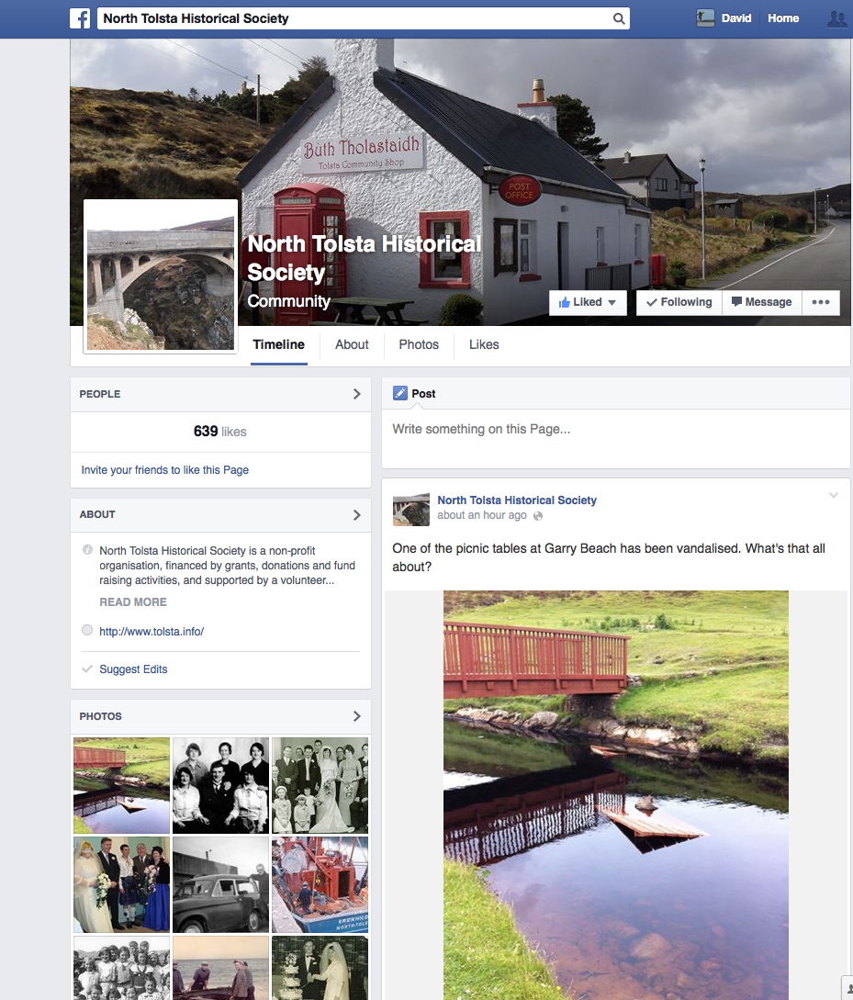 North Tolsta Historical Society
David
Home
Bùth Tholastaidh
Tolsta Community Shop
POST
OFFICE
North Tolsta Historical
Society
Community
Liked
Following
Message
Timeline
About
Photos
Likes
PEOPLE
639 likes
Invite your friends to like this Page
ABOUT
North Tolsta Historical Society is a non-profit
organisation, financed by grants, donations and fund
raising activities, and supported by a volunteer...
READ MORE
http://www.tolsta.info/
Suggest Edits
PHOTOS
Post
Write something on this Page...
North Tolsta Historical Society
about an hour ago
One of the picnic tables at Garry Beach has been vandalised. What's that all
about?